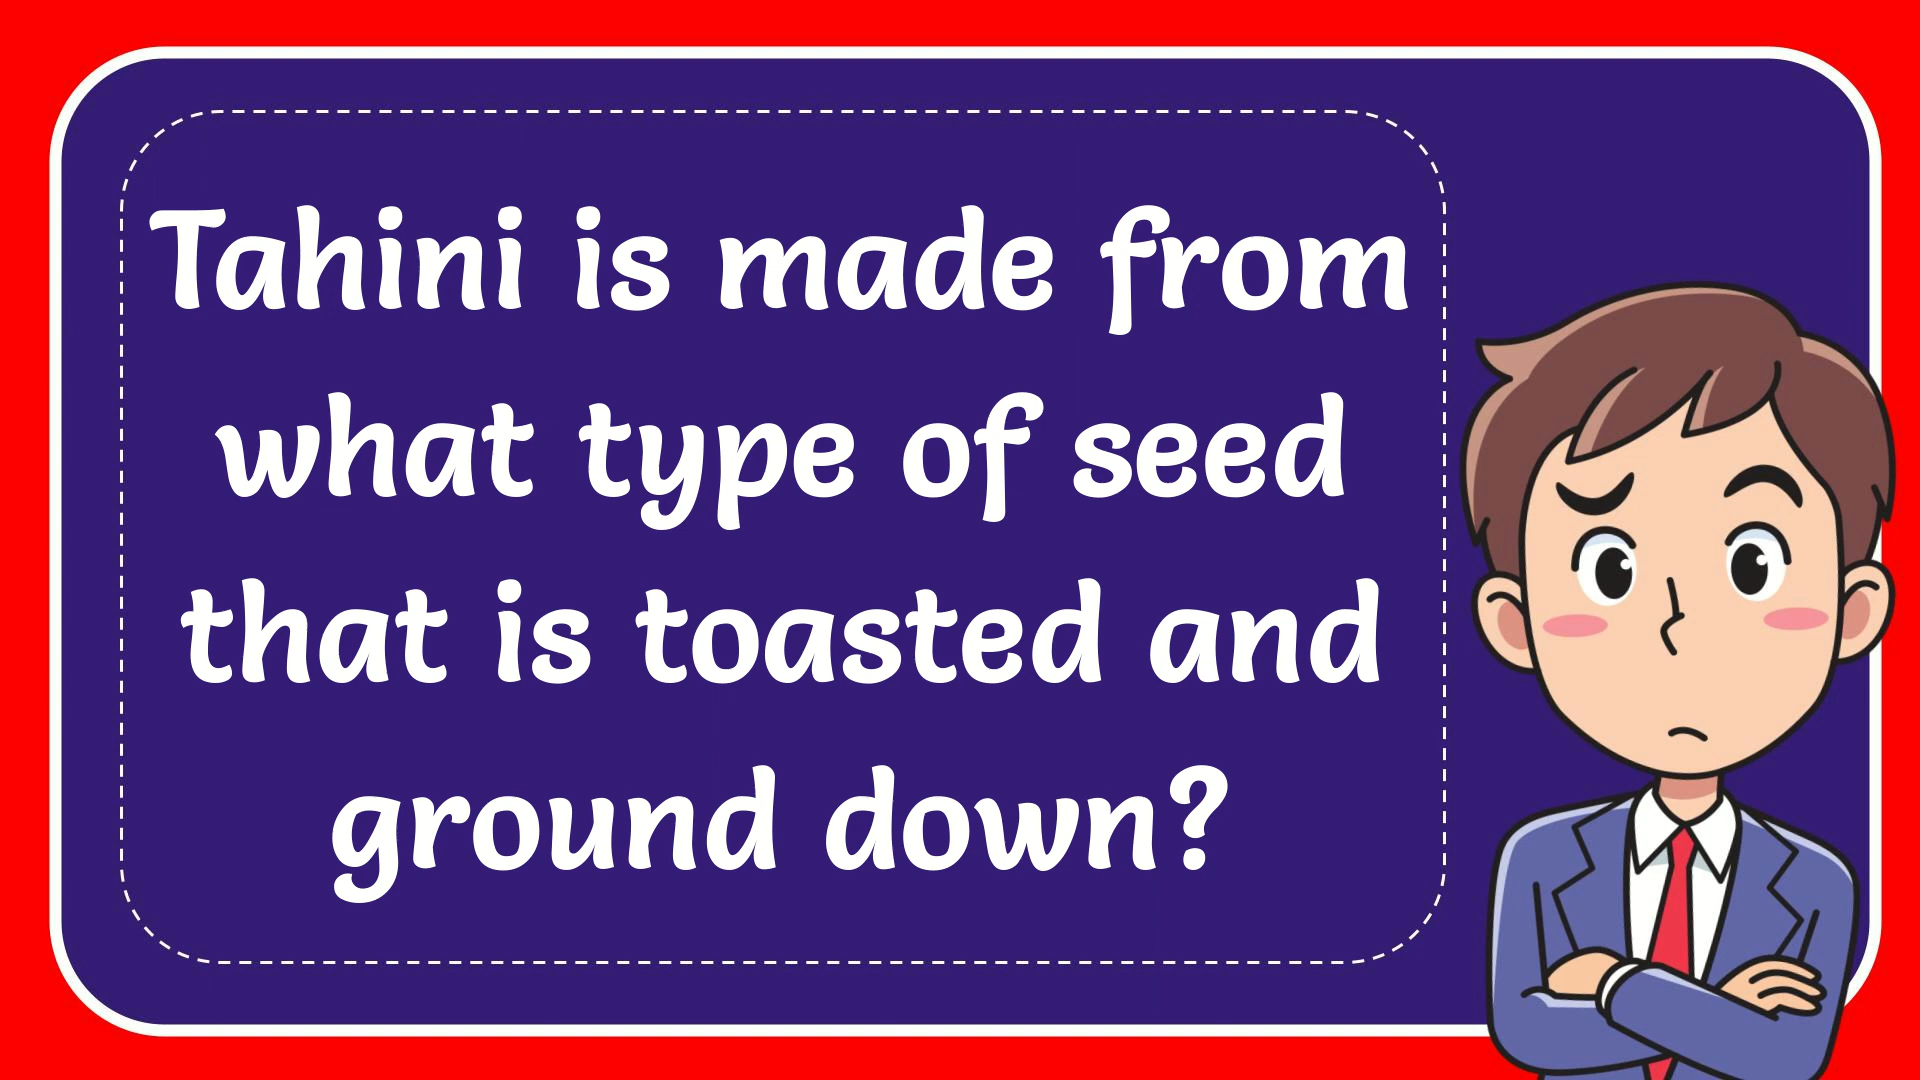 Tahini is made from
what type of seed
that is toasted and
ground down?